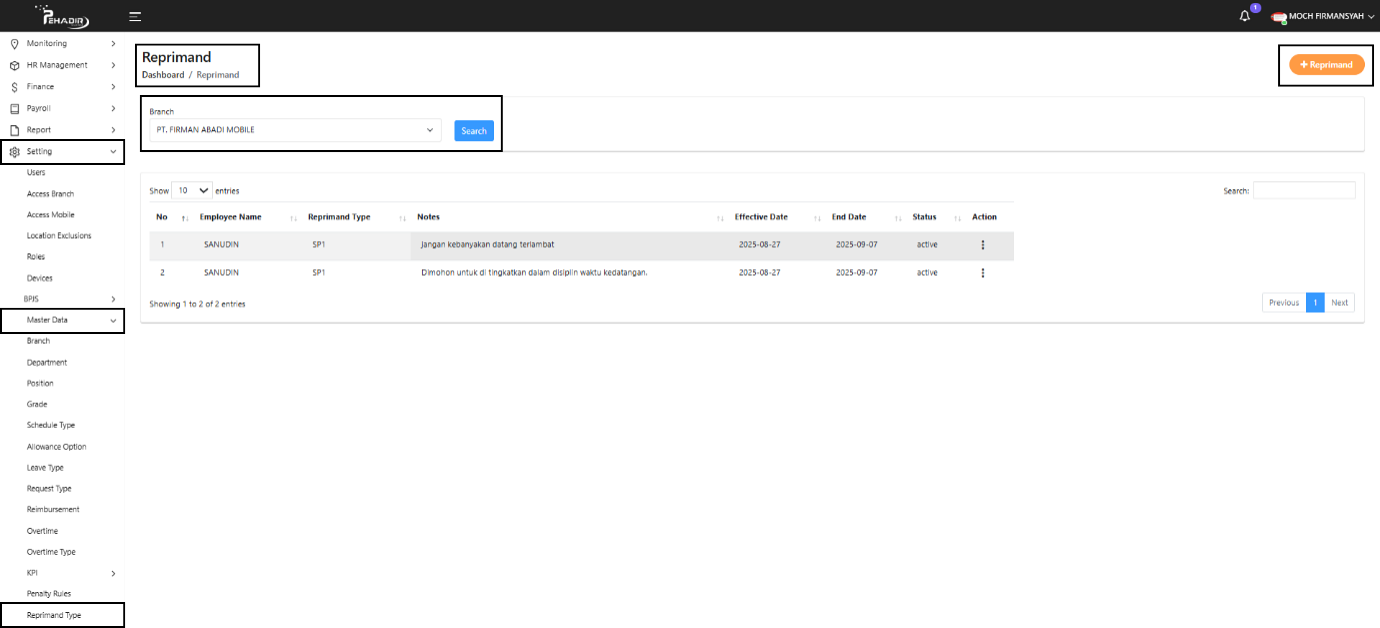 PEHADIR
1
MOCH FIRMANSYAH
Monitoring
HR Management
Finance
Payroll
Report
Setting
Users
Access Branch
Access Mobile
Location Exclusions
Roles
Devices
BPJS
Master Data
Branch
Department
Position
Grade
Schedule Type
Allowance Option
Leave Type
Request Type
Reimbursement
Overtime
Overtime Type
KPI
Penalty Rules
Reprimand Type
Reprimand
Dashboard / Reprimand
+ Reprimand
Branch
PT. FIRMAN ABADI MOBILE
Search
Show 10 entries
Search:
No Employee Name Reprimand Type Notes Effective Date End Date Status Action
1 SANUDIN SP1 Jangan kebanyakan datang terlambat 2025-08-27 2025-09-07 active
2 SANUDIN SP1 Dimohon untuk di tingkatkan dalam disiplin waktu kedatangan. 2025-08-27 2025-09-07 active
Showing 1 to 2 of 2 entries
Previous 1 Next